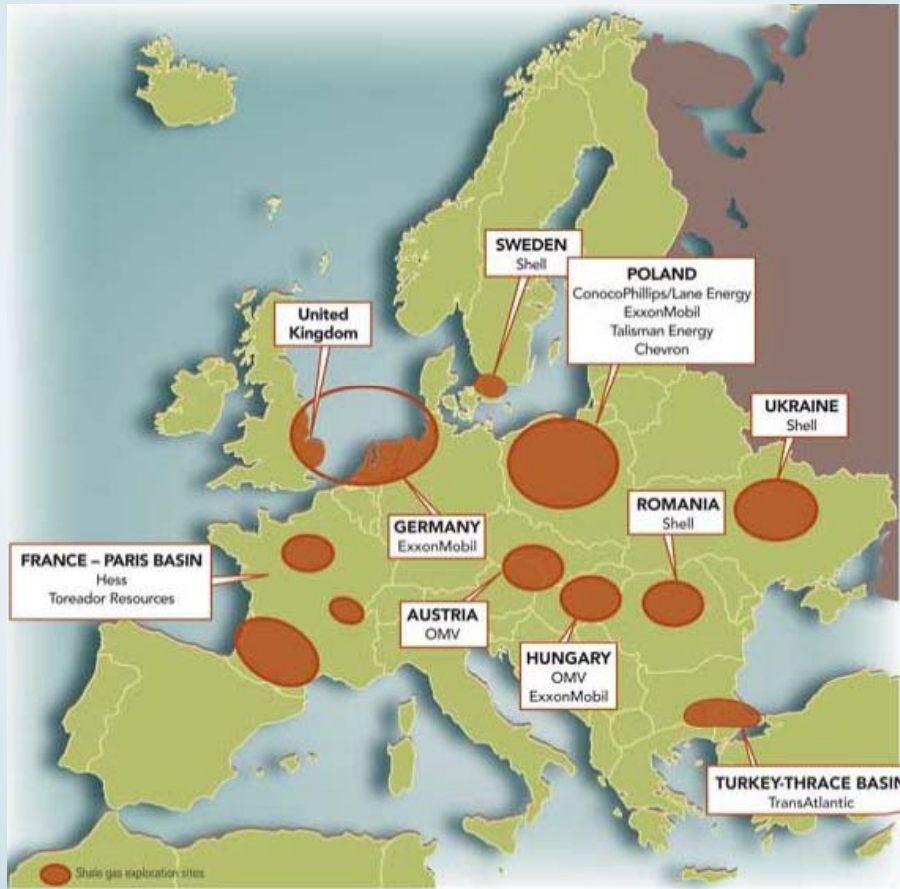 SWEDEN
Shell
POLAND
ConocoPhillips/Lane Energy
ExxonMobil
Talisman Energy
Chevron
United
Kingdom
UKRAINE
Shell
ROMANIA
Shell
GERMANY
ExxonMobil
FRANCE – PARIS BASIN
Hess
Toreador Resources
AUSTRIA
OMV
HUNGARY
OMV
ExxonMobil
TURKEY-THRACE BASIN
TransAtlantic
Shale gas exploration sites